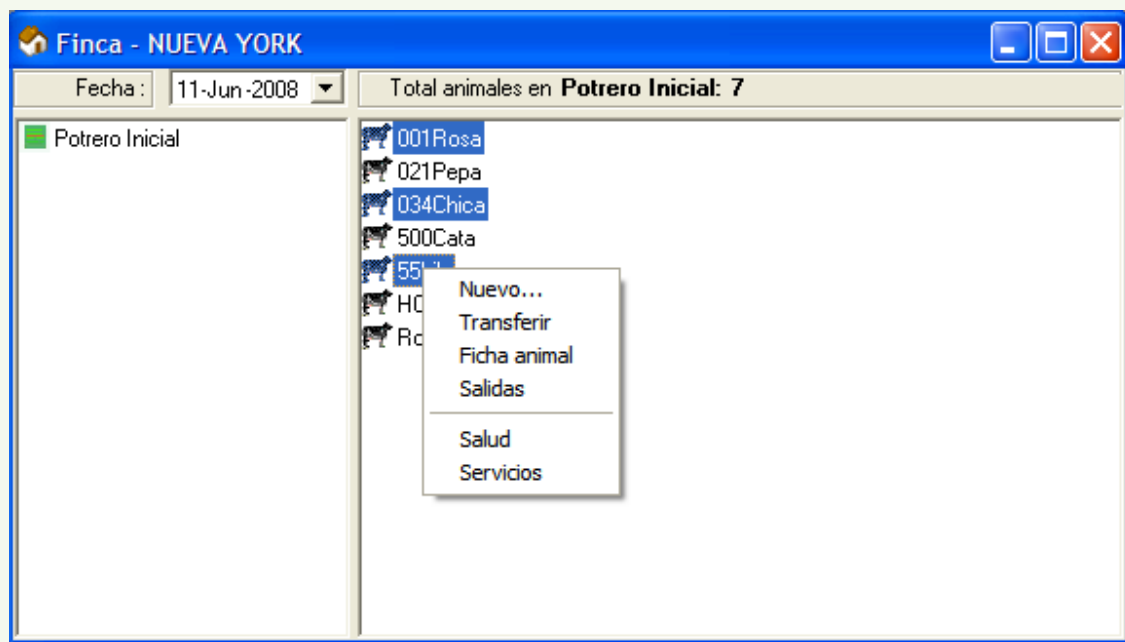 Finca - NUEVA YORK
Fecha : 11-Jun-2008 Total animales en Potrero Inicial: 7
Potrero Inicial
001Rosa
021Pepa
034Chica
500Cata
Nuevo...
Transferir
Ficha animal
Salidas
Salud
Servicios